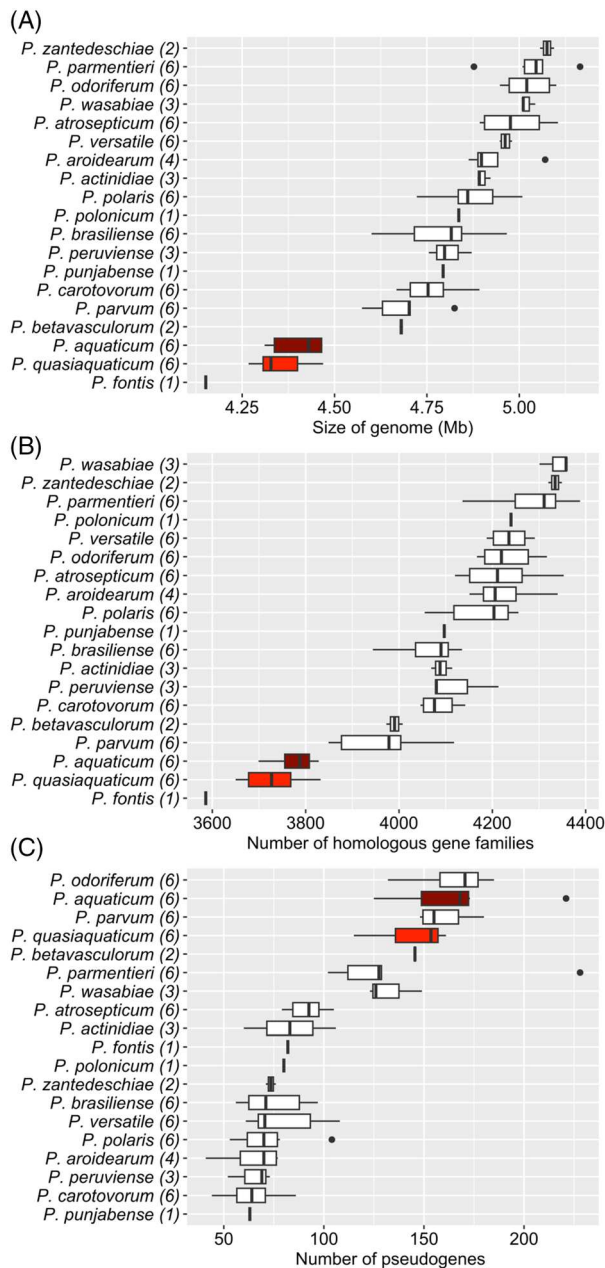 (A)
P. zantedeschiae (2)
P. parmentieri (6)
P. odoriferum (6)
P. wasabiae (3)
P. atrosepticum (6)
P. versatile (6)
P. aroidearum (4)
P. actinidiae (3)
P. polaris (6)
P. polonicum (1)
P. brasiliense (6)
P. peruviense (3)
P. punjabense (1)
P. carotovorum (6)
P. parvum (6)
P. betavasculorum (2)
P. aquaticum (6)
P. quasiaquaticum (6)
P. fontis (1)
4.25 4.50 4.75 5.00
Size of genome (Mb)
(B)
P. wasabiae (3)
P. zantedeschiae (2)
P. parmentieri (6)
P. polonicum (1)
P. versatile (6)
P. odoriferum (6)
P. atrosepticum (6)
P. aroidearum (4)
P. polaris (6)
P. punjabense (1)
P. brasiliense (6)
P. actinidiae (3)
P. peruviense (3)
P. carotovorum (6)
P. betavasculorum (2)
P. parvum (6)
P. aquaticum (6)
P. quasiaquaticum (6)
P. fontis (1)
3600 3800 4000 4200 4400
Number of homologous gene families
(C)
P. odoriferum (6)
P. aquaticum (6)
P. parvum (6)
P. quasiaquaticum (6)
P. betavasculorum (2)
P. parmentieri (6)
P. wasabiae (3)
P. atrosepticum (6)
P. actinidiae (3)
P. fontis (1)
P. polonicum (1)
P. zantedeschiae (2)
P. brasiliense (6)
P. versatile (6)
P. polaris (6)
P. aroidearum (4)
P. peruviense (3)
P. carotovorum (6)
P. punjabense (1)
50 100 150 200
Number of pseudogenes